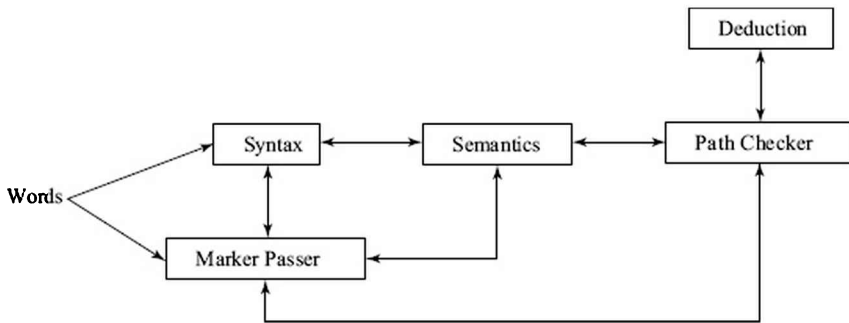 Deduction
Syntax
Semantics
Path Checker
Words
Marker Passer